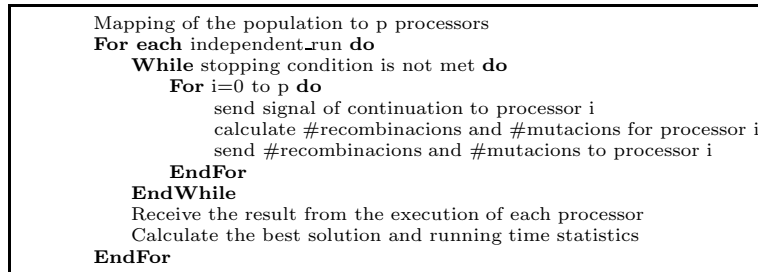 Mapping of the population to p processors
For each independent_run do
While stopping condition is not met do
For i=0 to p do
send signal of continuation to processor i
calculate #recombinacions and #mutacions for processor i
send #recombinacions and #mutacions to processor i
EndFor
EndWhile
Receive the result from the execution of each processor
Calculate the best solution and running time statistics
EndFor